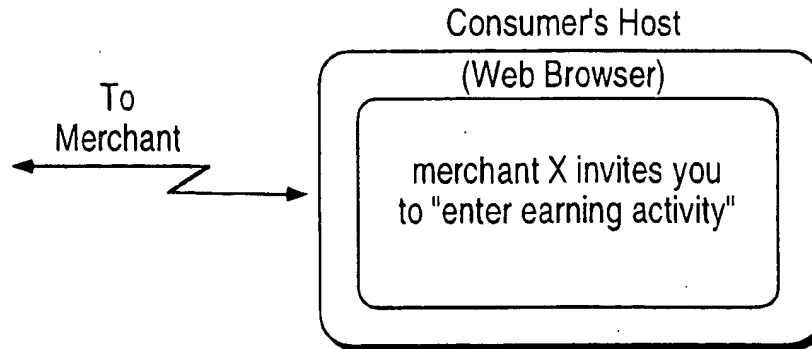 Consumer's Host
(Web Browser)
To
Merchant
merchant X invites you
to "enter earning activity"